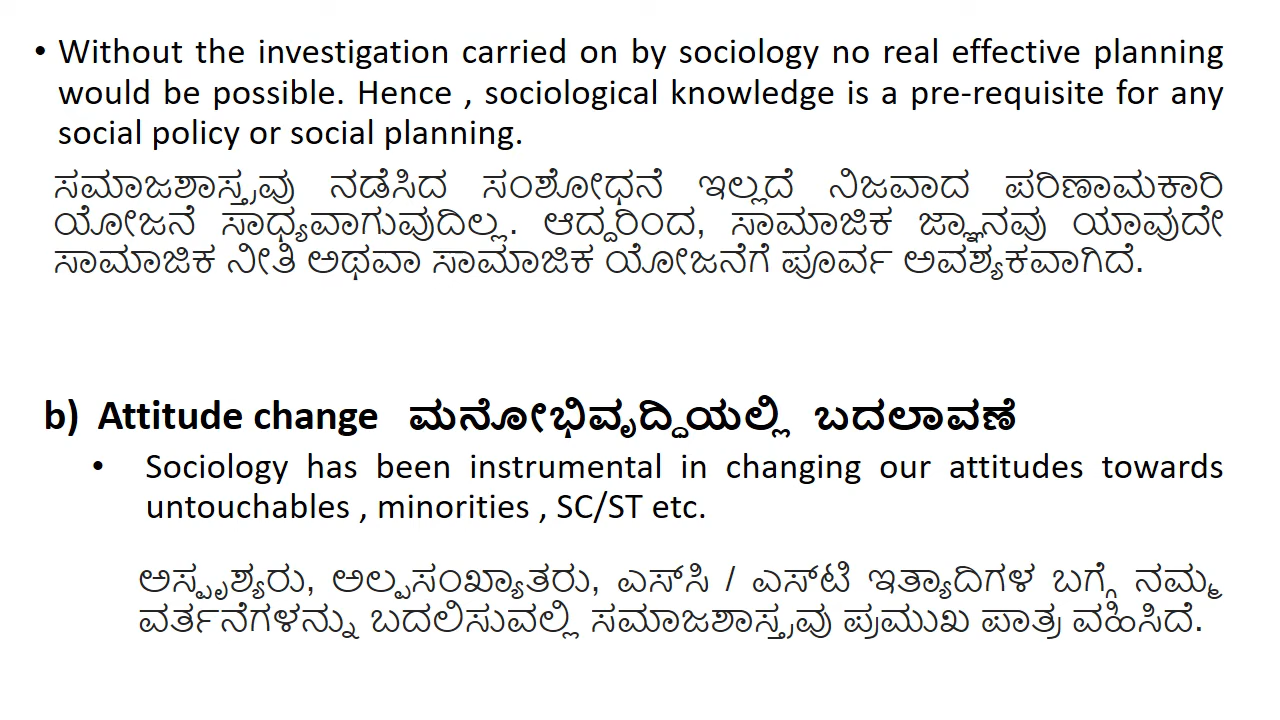 • Without the investigation carried on by sociology no real effective planning
would be possible. Hence , sociological knowledge is a pre-requisite for any
social policy or social planning.
ಸಮಾಜಶಾಸ್ತ್ರವು ನಡೆಸಿದ ಸಂಶೋಧನೆ ಇಲ್ಲದೆ ನಿಜವಾದ ಪರಿಣಾಮಕಾರಿ
ಯೋಜನೆ ಸಾಧ್ಯವಾಗುವುದಿಲ್ಲ. ಆದ್ದರಿಂದ, ಸಾಮಾಜಿಕ ಜ್ಞಾನವು ಯಾವುದೇ
ಸಾಮಾಜಿಕ ನೀತಿ ಅಥವಾ ಸಾಮಾಜಿಕ ಯೋಜನೆಗೆ ಪೂರ್ವ ಅವಶ್ಯಕವಾಗಿದೆ.
b) Attitude change ಮನೋಭಿವೃದ್ದಿಯಲ್ಲಿ ಬದಲಾವಣೆ
• Sociology has been instrumental in changing our attitudes towards
untouchables , minorities , SC/ST etc.
ಅಸ್ಪೃಶ್ಯರು, ಅಲ್ಪಸಂಖ್ಯಾತರು, ಎಸ್‌ಸಿ / ಎಸ್‌ಟಿ ಇತ್ಯಾದಿಗಳ ಬಗ್ಗೆ ನಮ್ಮ
ವರ್ತನೆಗಳನ್ನು ಬದಲಿಸುವಲ್ಲಿ ಸಮಾಜಶಾಸ್ತ್ರವು ಪ್ರಮುಖ ಪಾತ್ರ ವಹಿಸಿದೆ.